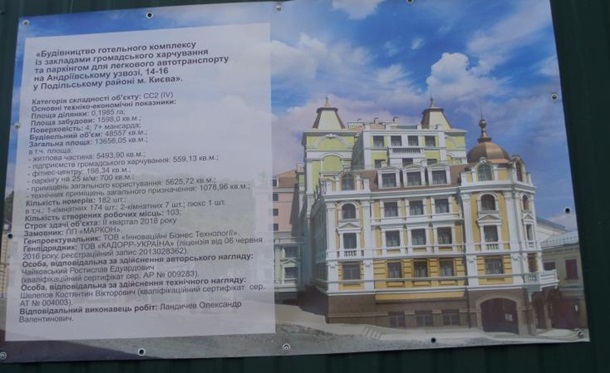 «Будівництво готельного комплексу
із закладами громадського харчування
та паркінгом для легкового автотранспорту
на Андріївському узвозі, 14-16
у Подільському районі м. Києва».
Категорія складності об'єкту: СС2 (IV)
Основні техніко-економічні показники:
Площа ділянки: 0,1985 га;
Площа забудови: 1598,0 кв.м.;
Поверховість: 4; 7+ мансарда;
Будівельний об'єм: 48557 куб.м.;
Загальна площа: 13656,05 кв.м.;
в т.ч. площа:
- житлова частина: 5493,90 кв.м.;
- підприємств громадського харчування: 559,13 кв.м.;
- фітнес-центру: 198,34 кв.м.;
- паркінгу на 25 м/м: 700 кв.м.;
- приміщень загального користування: 5625,72 кв.м.;
- приміщень загального призначення: 1078,96 кв.м.;
Кількість номерів: 182 шт.;
в т.ч.: 1-кімнатних 174 шт.; 2-кімнатних 7 шт.; люкс 1 шт.
Кількість створених робочих місць: 103;
Строк здачі об'єкта: II квартал 2018 року
Замовник: ПП «МАРКОН».
Генпроектувальник: ТОВ «Інноваційні Бізнес Технології».
Генпідрядник: ТОВ «КАДОРР-УКРАЇНА» (ліцензія від 06 червня
2016 року, реєстраційний запис 2013028362).
Особа, відповідальна за здійснення авторського нагляду:
Чайковський Ростислав Едуардович
(кваліфікаційний сертифікат сер. АР № 009283).
Особа, відповідальна за здійснення технічного нагляду:
Шелепов Костянтин Вікторович (кваліфікаційний сертифікат сер.
АТ № 004003).
Відповідальний виконавець робіт: Ландичев Олександр
Валентинович.